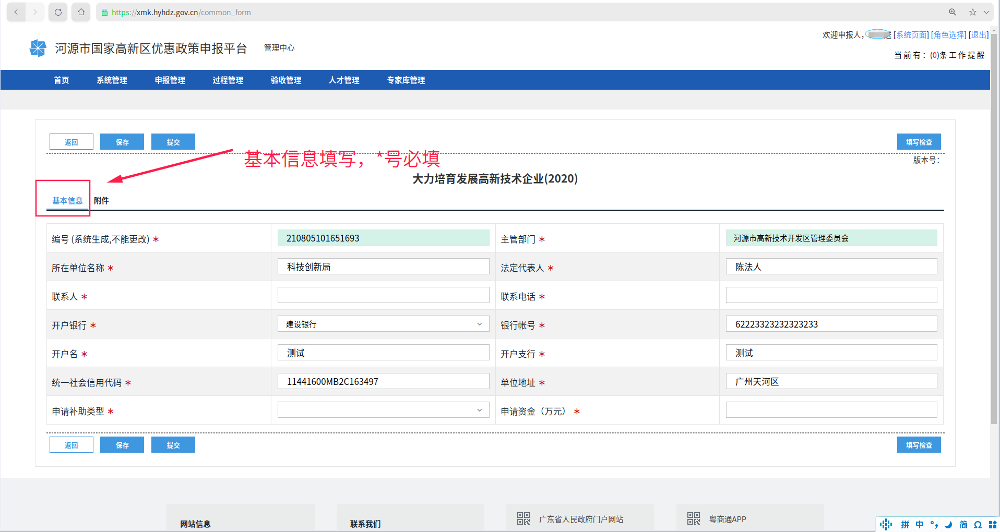 https://xmk.hyhdz.gov.cn/common_form
欢迎申报人, [系统页面] [角色选择] [退出]
河源市国家高新区优惠政策申报平台 管理中心
当前有：(0)条工作提醒
首页 系统管理 申报管理 过程管理 验收管理 人才管理 专家库管理
返回 保存 提交 填写检查
基本信息填写，*号必填
版本号：
大力培育发展高新技术企业(2020)
基本信息 附件
编号 (系统生成,不能更改) * 210805101651693 主管部门 * 河源市高新技术开发区管理委员会
所在单位名称 * 科技创新局 法定代表人 * 陈法人
联系人 * 联系电话 *
开户银行 * 建设银行 银行帐号 * 62223323232323233
开户名 * 测试 开户支行 * 测试
统一社会信用代码 * 11441600MB2C163497 单位地址 * 广州天河区
申请补助类型 * 申请资金（万元） *
返回 保存 提交 填写检查
网站信息 联系我们 广东省人民政府门户网站 粤商通APP
拼 中 简